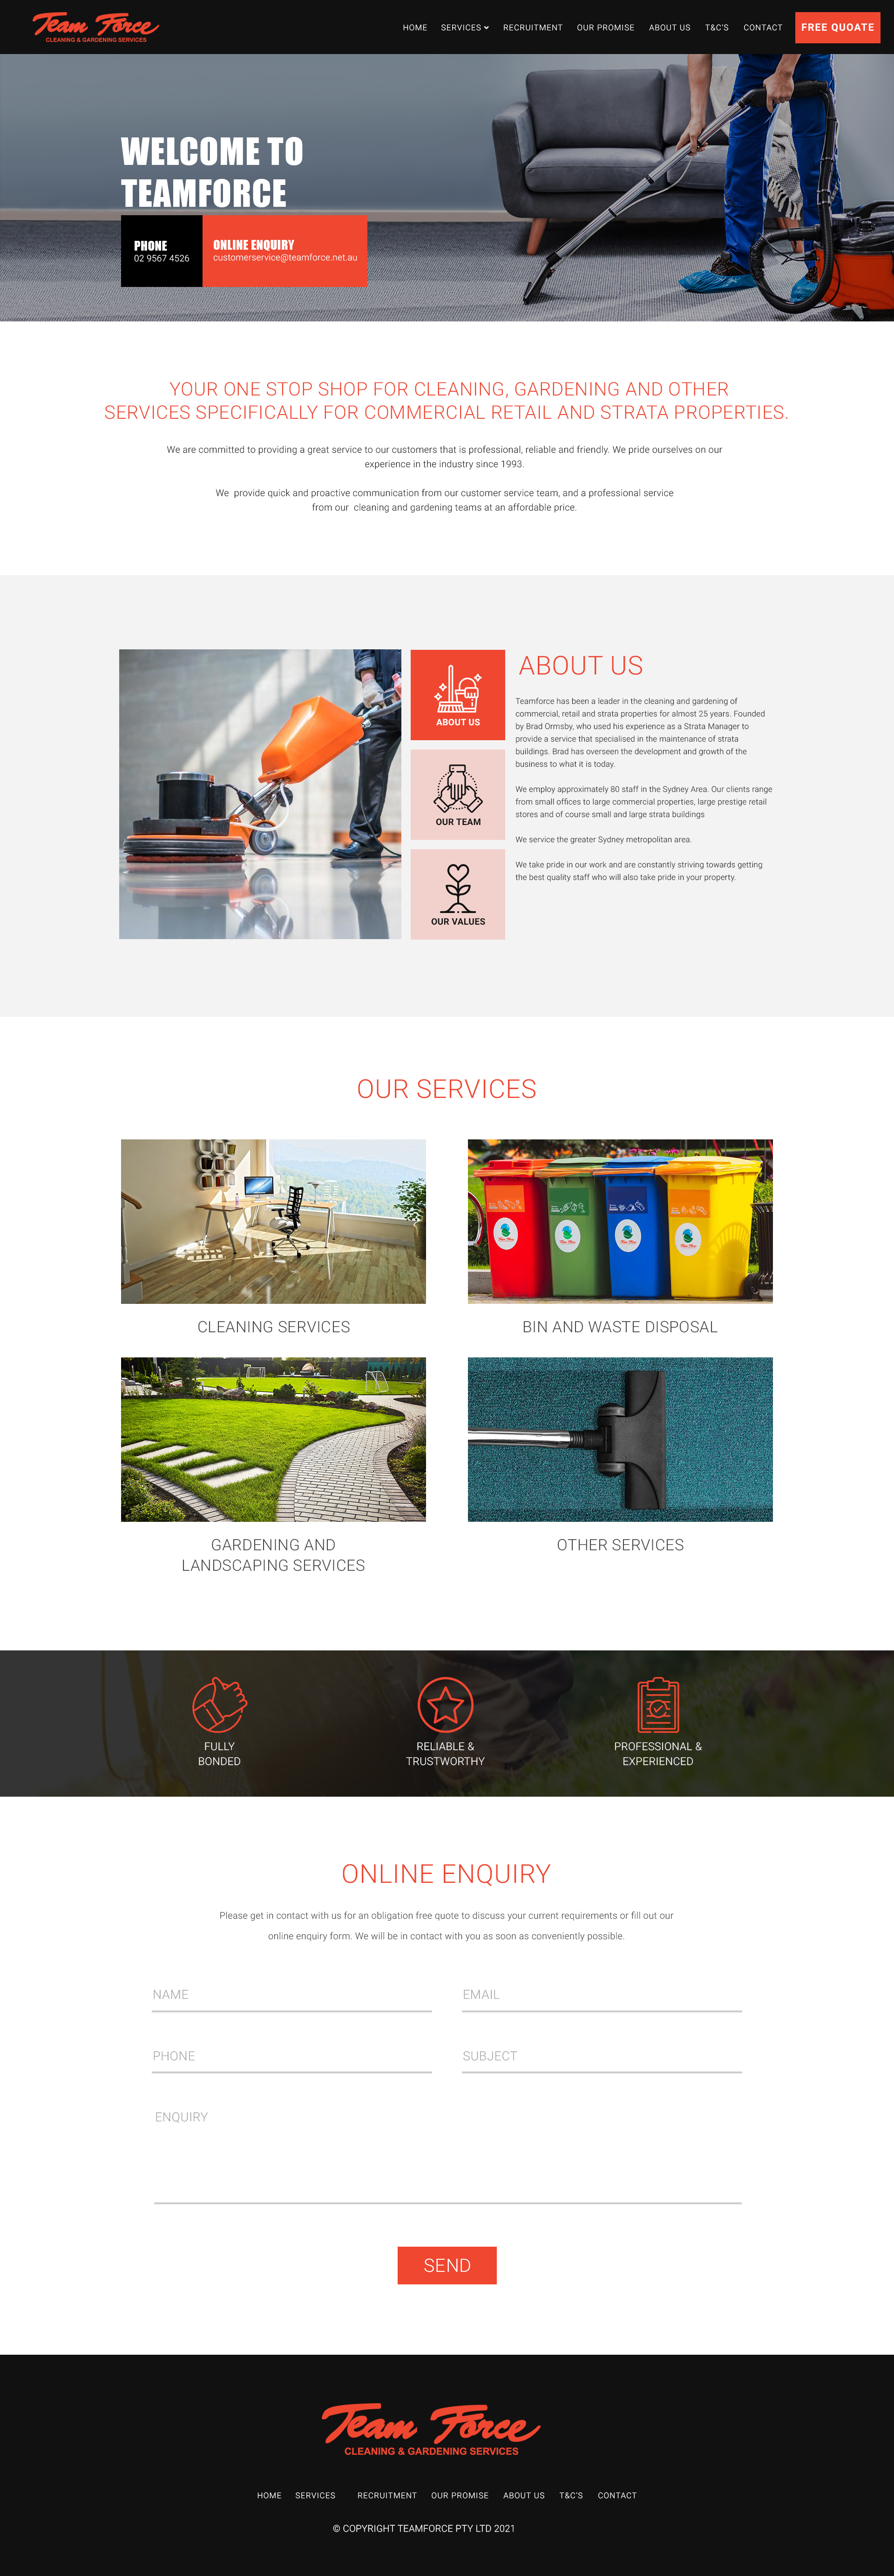 Team Force
CLEANING & GARDENING SERVICES
HOME SERVICES RECRUITMENT OUR PROMISE ABOUT US T&C'S CONTACT FREE QUOATE
WELCOME TO
TEAMFORCE
PHONE
02 9567 4526
ONLINE ENQUIRY
customerservice@teamforce.net.au
YOUR ONE STOP SHOP FOR CLEANING, GARDENING AND OTHER
SERVICES SPECIFICALLY FOR COMMERCIAL RETAIL AND STRATA PROPERTIES.
We are committed to providing a great service to our customers that is professional, reliable and friendly. We pride ourselves on our
experience in the industry since 1993.
We provide quick and proactive communication from our customer service team, and a professional service
from our cleaning and gardening teams at an affordable price.
ABOUT US
OUR TEAM
OUR VALUES
ABOUT US
Teamforce has been a leader in the cleaning and gardening of
commercial, retail and strata properties for almost 25 years. Founded
by Brad Ormsby, who used his experience as a Strata Manager to
provide a service that specialised in the maintenance of strata
buildings. Brad has overseen the development and growth of the
business to what it is today.
We employ approximately 80 staff in the Sydney Area. Our clients range
from small offices to large commercial properties, large prestige retail
stores and of course small and large strata buildings
We service the greater Sydney metropolitan area.
We take pride in our work and are constantly striving towards getting
the best quality staff who will also take pride in your property.
OUR SERVICES
CLEANING SERVICES
BIN AND WASTE DISPOSAL
GARDENING AND
LANDSCAPING SERVICES
OTHER SERVICES
FULLY
BONDED
RELIABLE &
TRUSTWORTHY
PROFESSIONAL &
EXPERIENCED
ONLINE ENQUIRY
Please get in contact with us for an obligation free quote to discuss your current requirements or fill out our
online enquiry form. We will be in contact with you as soon as conveniently possible.
NAME
EMAIL
PHONE
SUBJECT
ENQUIRY
SEND
Team Force
CLEANING & GARDENING SERVICES
HOME SERVICES RECRUITMENT OUR PROMISE ABOUT US T&C'S CONTACT
© COPYRIGHT TEAMFORCE PTY LTD 2021